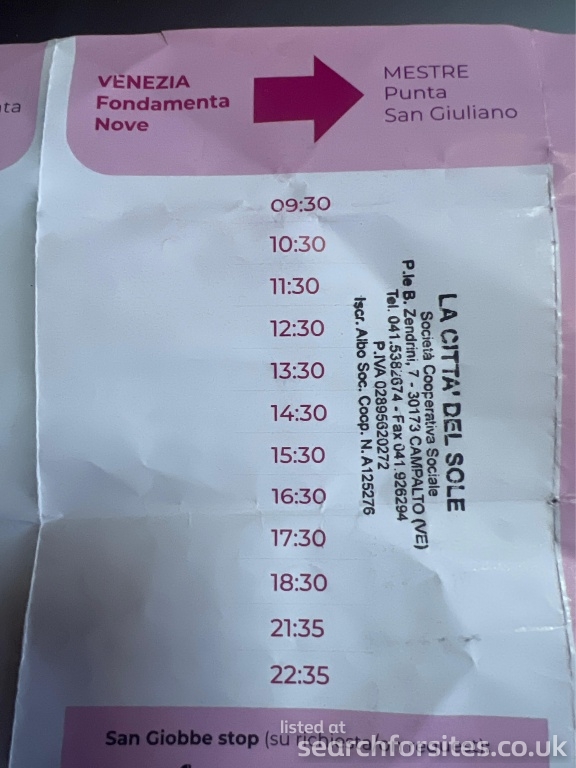 ta
VENEZIA
Fondamenta
Nove
MESTRE
Punta
San Giuliano
09:30
10:30
11:30
12:30
13:30
14:30
15:30
16:30
17:30
18:30
21:35
22:35
LA CITTA' DEL SOLE
Società Cooperativa Sociale
P.le B. Zendrini, 7 - 30173 CAMPALTO (VE)
Tel. 041.5382674 - Fax 041.926294
P.IVA 02895620272
Iscr. Albo Soc. Coop. N. A125276
San Giobbe stop (su richiesta/
listed at
searchforsites.co.uk